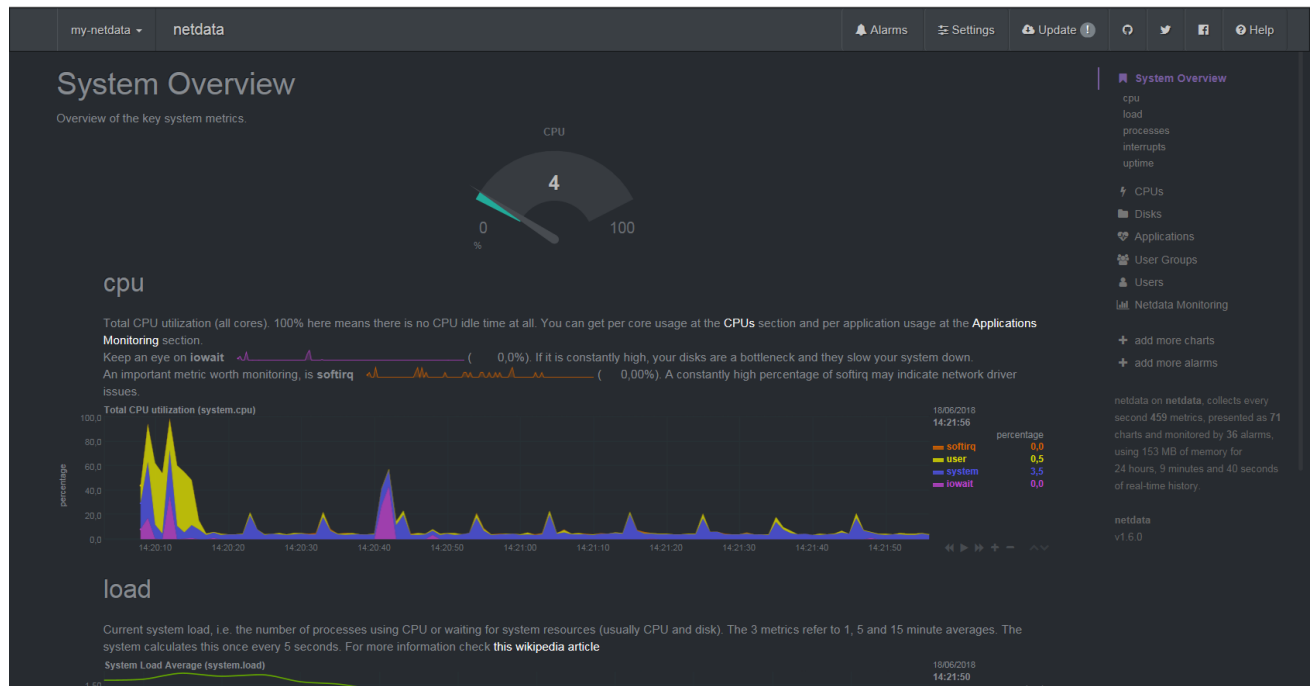 my-netdata
netdata
Alarms
Settings
Update
Help
System Overview
Overview of the key system metrics.
CPU
4
0
100
%
cpu
Total CPU utilization (all cores). 100% here means there is no CPU idle time at all. You can get per core usage at the CPUs section and per application usage at the Applications
Monitoring section.
Keep an eye on iowait ( 0,0%). If it is constantly high, your disks are a bottleneck and they slow your system down.
An important metric worth monitoring, is softirq ( 0,00%). A constantly high percentage of softirq may indicate network driver
issues.
Total CPU utilization (system.cpu)
18/06/2018
14:21:56
percentage
softirq 0,0
user 0,5
system 3,5
iowait 0,0
percentage
100,0
80,0
60,0
40,0
20,0
0,0
14:20:10 14:20:20 14:20:30 14:20:40 14:20:50 14:21:00 14:21:10 14:21:20 14:21:30 14:21:40 14:21:50
load
Current system load, i.e. the number of processes using CPU or waiting for system resources (usually CPU and disk). The 3 metrics refer to 1, 5 and 15 minute averages. The
system calculates this once every 5 seconds. For more information check this wikipedia article
System Load Average (system.load)
18/06/2018
14:21:50
1,50
System Overview
cpu
load
processes
interrupts
uptime
CPUs
Disks
Applications
User Groups
Users
Netdata Monitoring
add more charts
add more alarms
netdata on netdata, collects every
second 459 metrics, presented as 71
charts and monitored by 36 alarms,
using 153 MB of memory for
24 hours, 9 minutes and 40 seconds
of real-time history.
netdata
v1.6.0